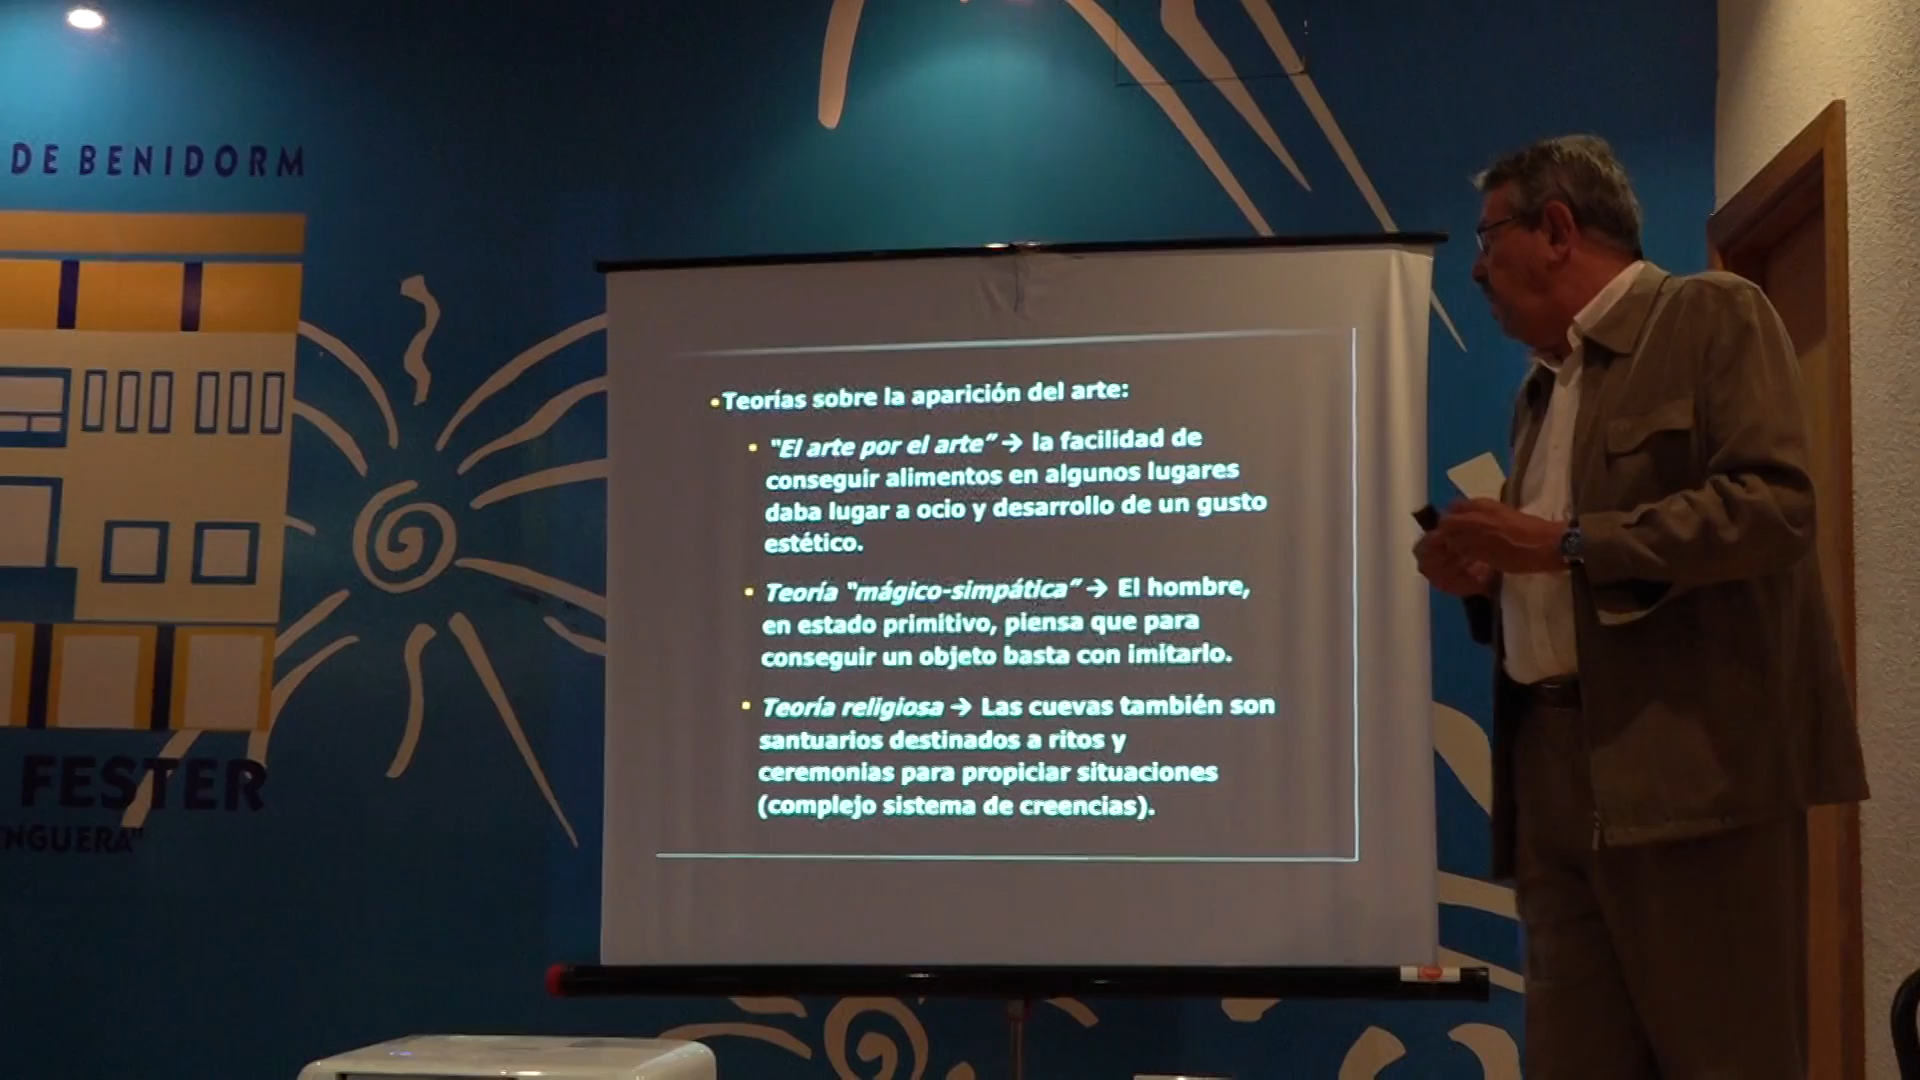 DE BENIDORM
FESTER
•Teorías sobre la aparición del arte:
• "El arte por el arte" → la facilidad de
conseguir alimentos en algunos lugares
daba lugar a ocio y desarrollo de un gusto
estético.
• Teoría "mágico-simpática" → El hombre,
en estado primitivo, piensa que para
conseguir un objeto basta con imitarlo.
• Teoría religiosa → Las cuevas también son
santuarios destinados a ritos y
ceremonias para propiciar situaciones
(complejo sistema de creencias).